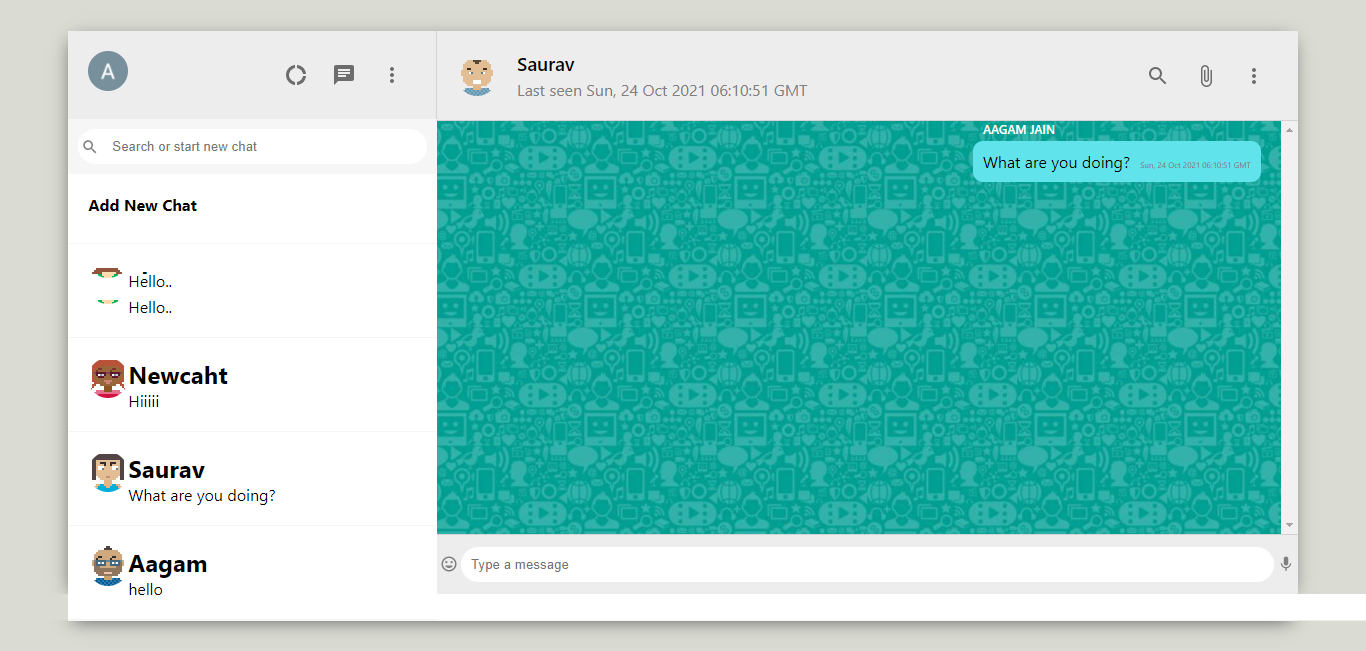 A
Search or start new chat
Add New Chat
Hello..
Hello..
Newcaht
Hiiiii
Saurav
What are you doing?
Aagam
hello
Saurav
Last seen Sun, 24 Oct 2021 06:10:51 GMT
AAGAM JAIN
What are you doing? Sun, 24 Oct 2021 06:10:51 GMT
Type a message